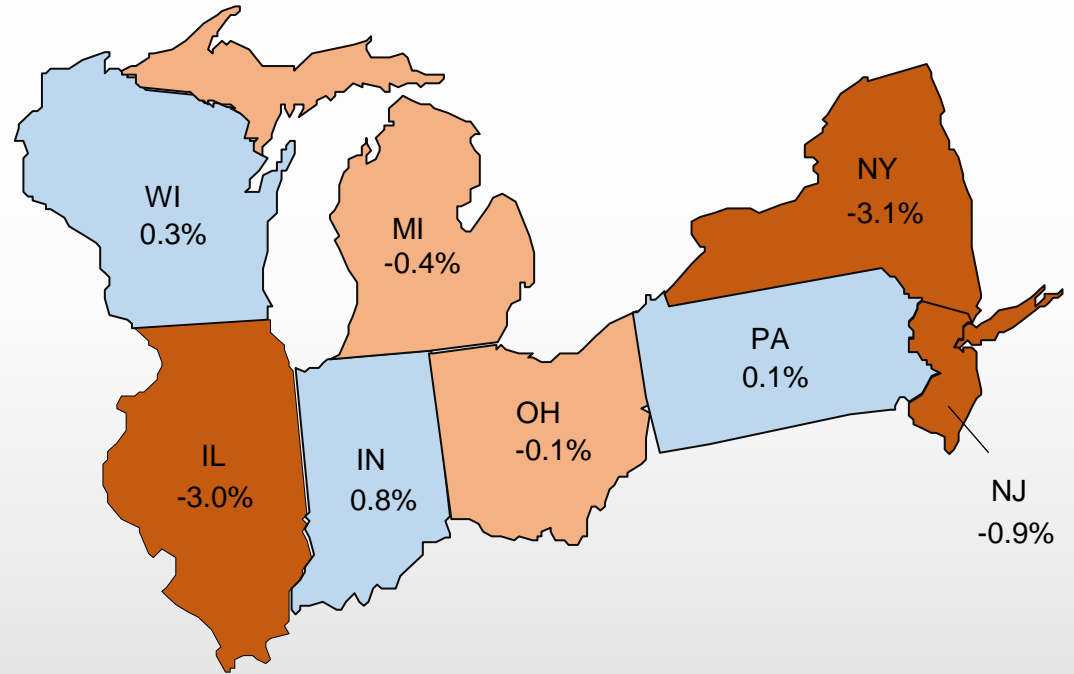 WI
0.3%
MI
-0.4%
NY
-3.1%
PA
0.1%
OH
-0.1%
IL
-3.0%
IN
0.8%
NJ
-0.9%